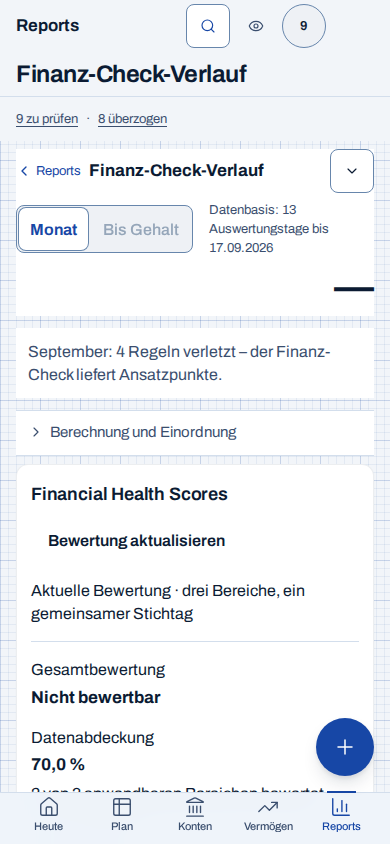 Reports
9
Finanz-Check-Verlauf
9 zu prüfen · 8 überzogen
Reports Finanz-Check-Verlauf
Monat Bis Gehalt
Datenbasis: 13
Auswertungstage bis
17.09.2026
September: 4 Regeln verletzt – der Finanz-
Check liefert Ansatzpunkte.
Berechnung und Einordnung
Financial Health Scores
Bewertung aktualisieren
Aktuelle Bewertung · drei Bereiche, ein
gemeinsamer Stichtag
Gesamtbewertung
Nicht bewertbar
Datenabdeckung
70,0 %
Heute Plan Konten Vermögen Reports